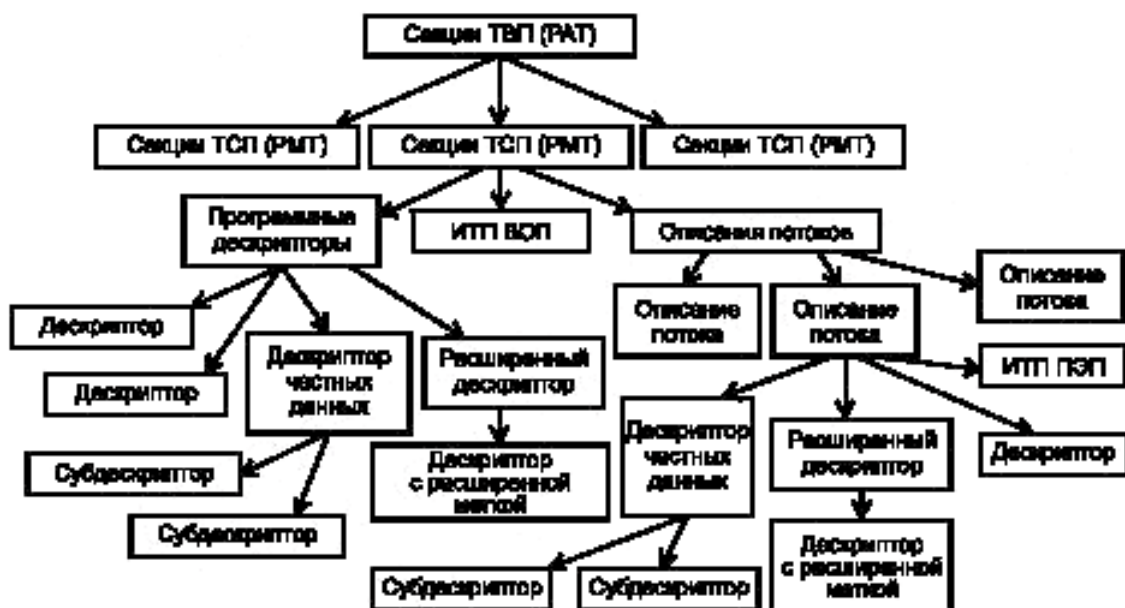 Секции ТВП (PAT)
Секции ТСП (PMT)
Секции ТСП (PMT)
Секции ТСП (PMT)
Программные
дескрипторы
ИТП ВОП
Описания потоков
Описание
потока
Описание
потока
Описание
потока
Дескриптор
Дескриптор
Дескриптор
частных
данных
Расширенный
дескриптор
ИТП ПЭП
Субдескриптор
Субдескриптор
Дескриптор
с расширенной
меткой
Дескриптор
частных
данных
Расширенный
дескриптор
Дескриптор
Субдескриптор
Субдескриптор
Дескриптор
с расширенной
меткой